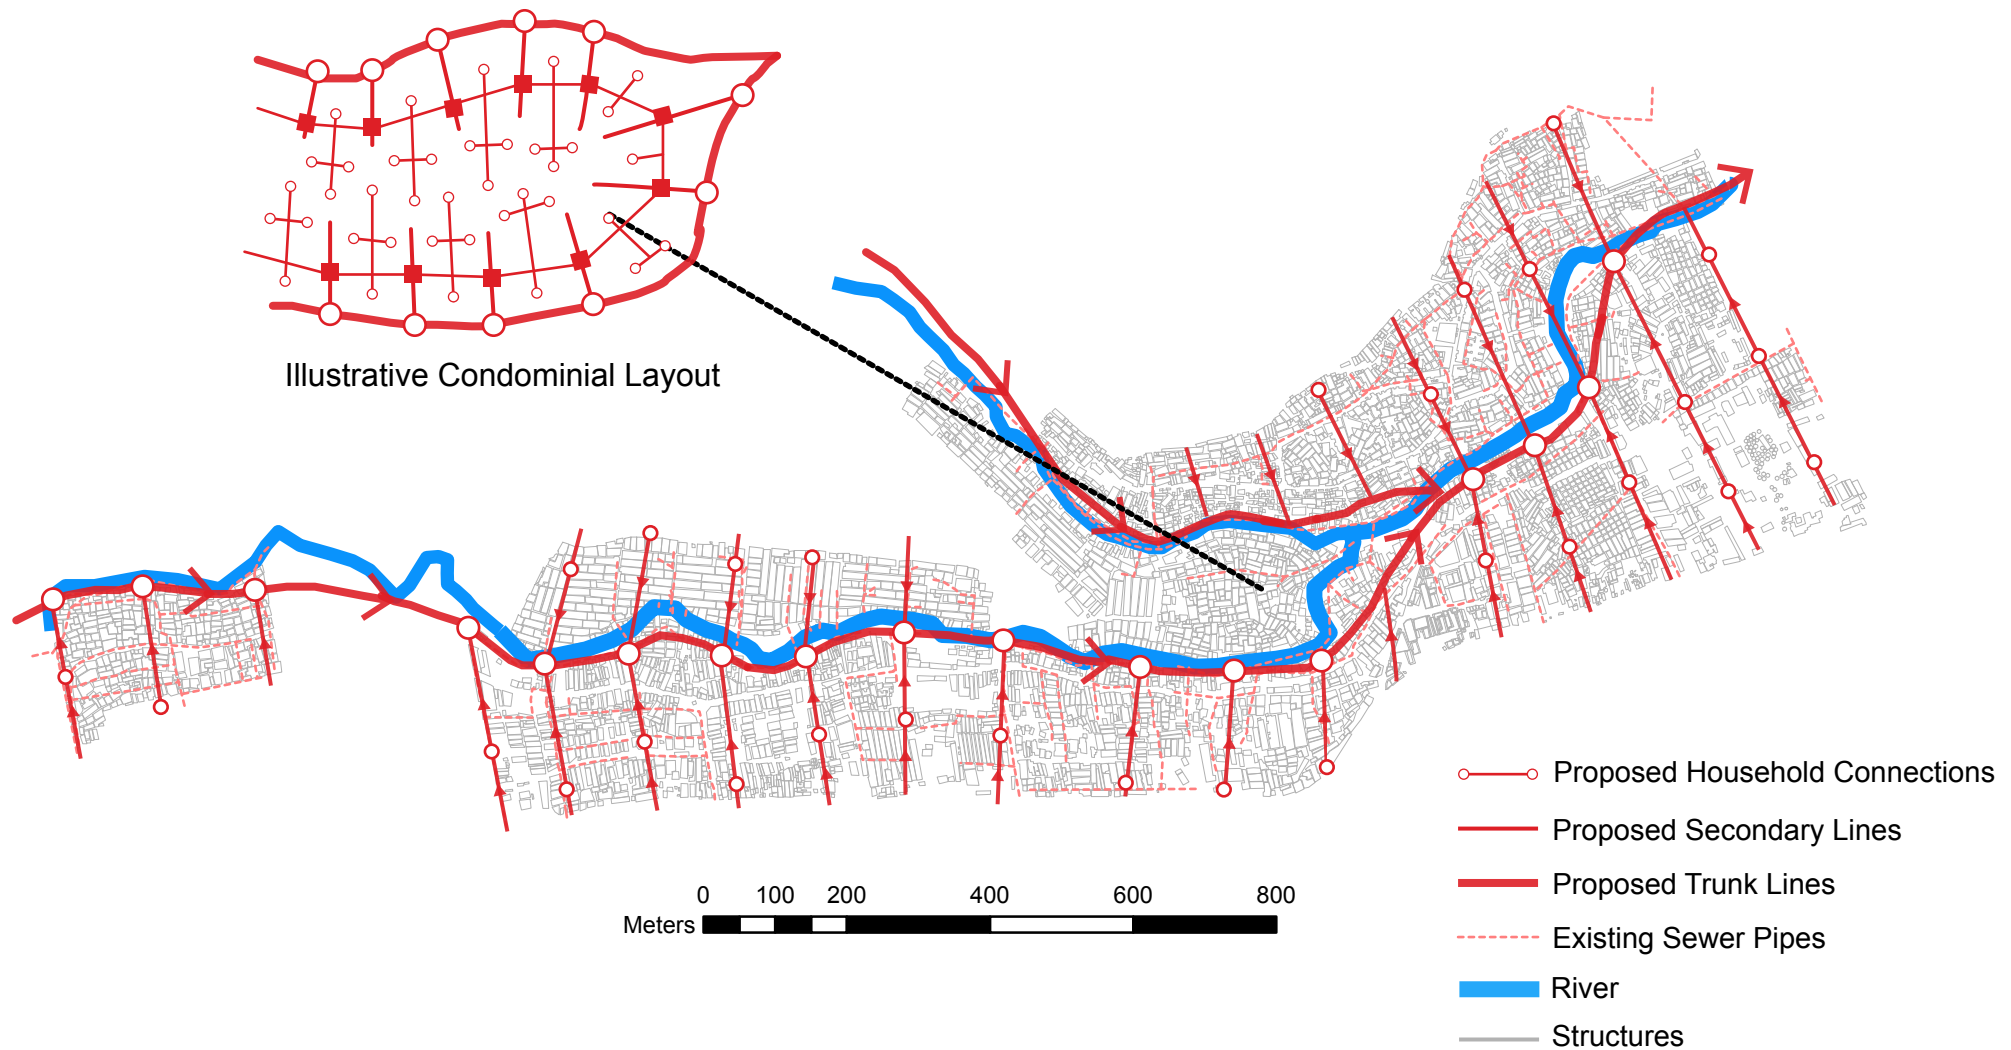 Illustrative Condominial Layout
0 100 200 400 600 800
Meters
Proposed Household Connections
Proposed Secondary Lines
Proposed Trunk Lines
Existing Sewer Pipes
River
Structures